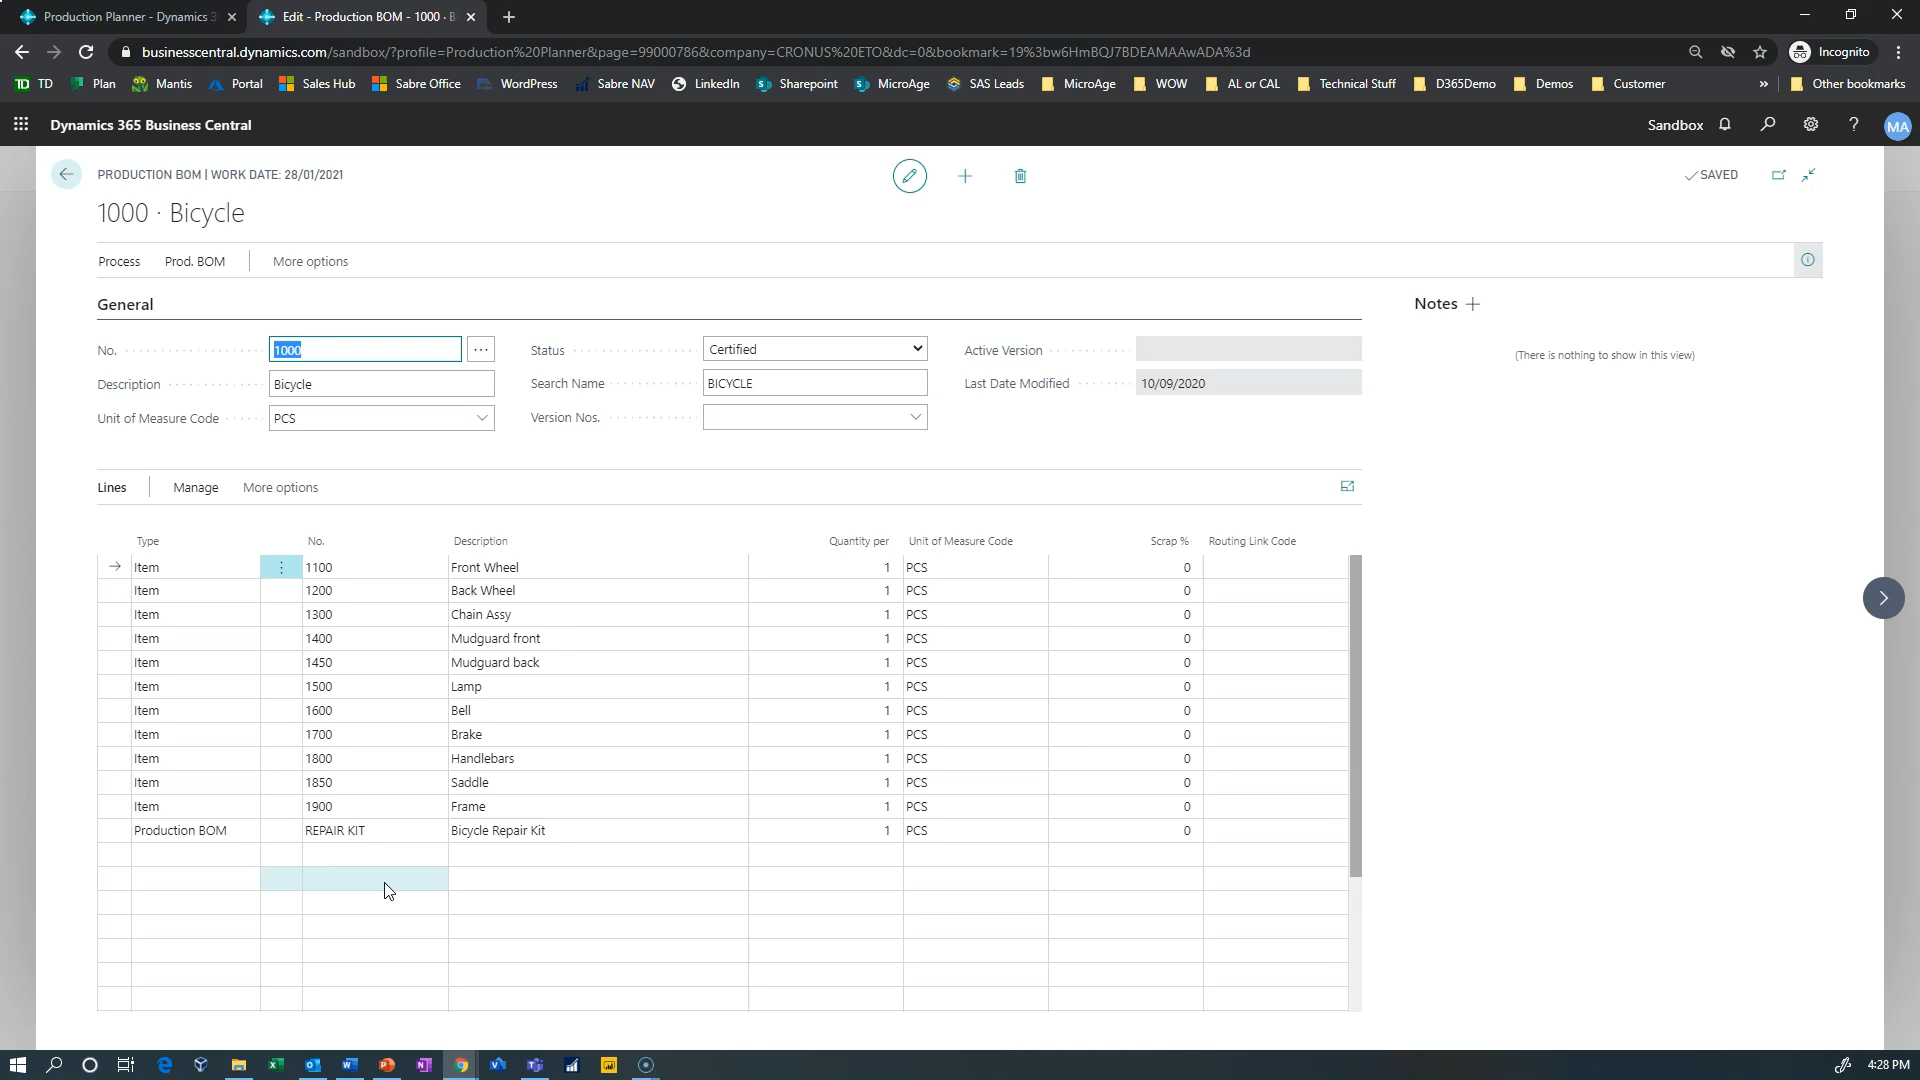 Production Planner - Dynamics 3
Edit - Production BOM - 1000 · B
businesscentral.dynamics.com/sandbox/?profile=Production%20Planner&page=99000786&company=CRONUS%20ETO&dc=0&bookmark=19%3bw6HmBQJ7BDEAMAAwADA%3d
Incognito
TD TD Plan Mantis Portal Sales Hub Sabre Office WordPress Sabre NAV LinkedIn Sharepoint MicroAge SAS Leads MicroAge WOW AL or CAL Technical Stuff D365Demo Demos Customer » Other bookmarks
Dynamics 365 Business Central
Sandbox ? MA
PRODUCTION BOM | WORK DATE: 28/01/2021
SAVED
1000 · Bicycle
Process Prod. BOM More options
General
Notes
No. 1000 Status Certified Active Version
(There is nothing to show in this view)
Description Bicycle Search Name BICYCLE Last Date Modified 10/09/2020
Unit of Measure Code PCS Version Nos.
Lines Manage More options
Type No. Description Quantity per Unit of Measure Code Scrap % Routing Link Code
Item 1100 Front Wheel 1 PCS 0
Item 1200 Back Wheel 1 PCS 0
Item 1300 Chain Assy 1 PCS 0
Item 1400 Mudguard front 1 PCS 0
Item 1450 Mudguard back 1 PCS 0
Item 1500 Lamp 1 PCS 0
Item 1600 Bell 1 PCS 0
Item 1700 Brake 1 PCS 0
Item 1800 Handlebars 1 PCS 0
Item 1850 Saddle 1 PCS 0
Item 1900 Frame 1 PCS 0
Production BOM REPAIR KIT Bicycle Repair Kit 1 PCS 0
4:28 PM